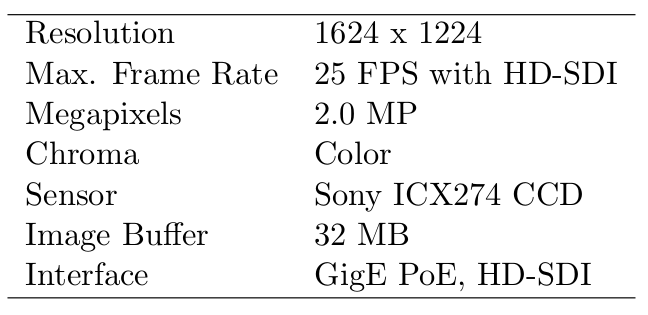 Resolution 1624 x 1224
Max. Frame Rate 25 FPS with HD-SDI
Megapixels 2.0 MP
Chroma Color
Sensor Sony ICX274 CCD
Image Buffer 32 MB
Interface GigE PoE, HD-SDI